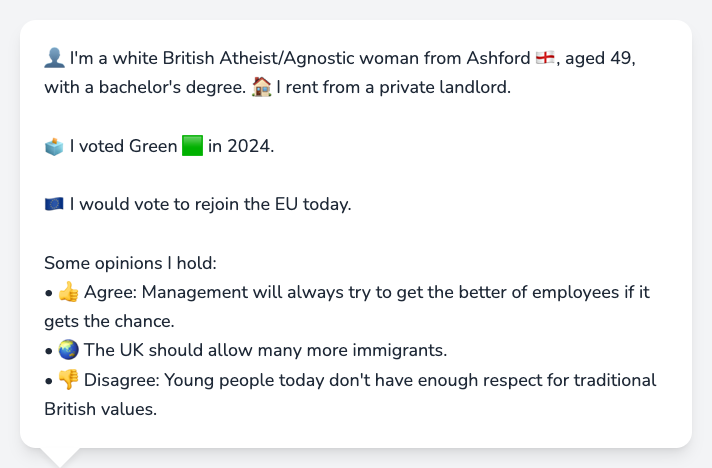 👤 I'm a white British Atheist/Agnostic woman from Ashford 🏴󠁧󠁢󠁥󠁮󠁧󠁿, aged 49,
with a bachelor's degree. 🏠 I rent from a private landlord.
🗳️ I voted Green 🟩 in 2024.
🇪🇺 I would vote to rejoin the EU today.
Some opinions I hold:
• 👍 Agree: Management will always try to get the better of employees if it
gets the chance.
• 🌏 The UK should allow many more immigrants.
• 👎 Disagree: Young people today don't have enough respect for traditional
British values.